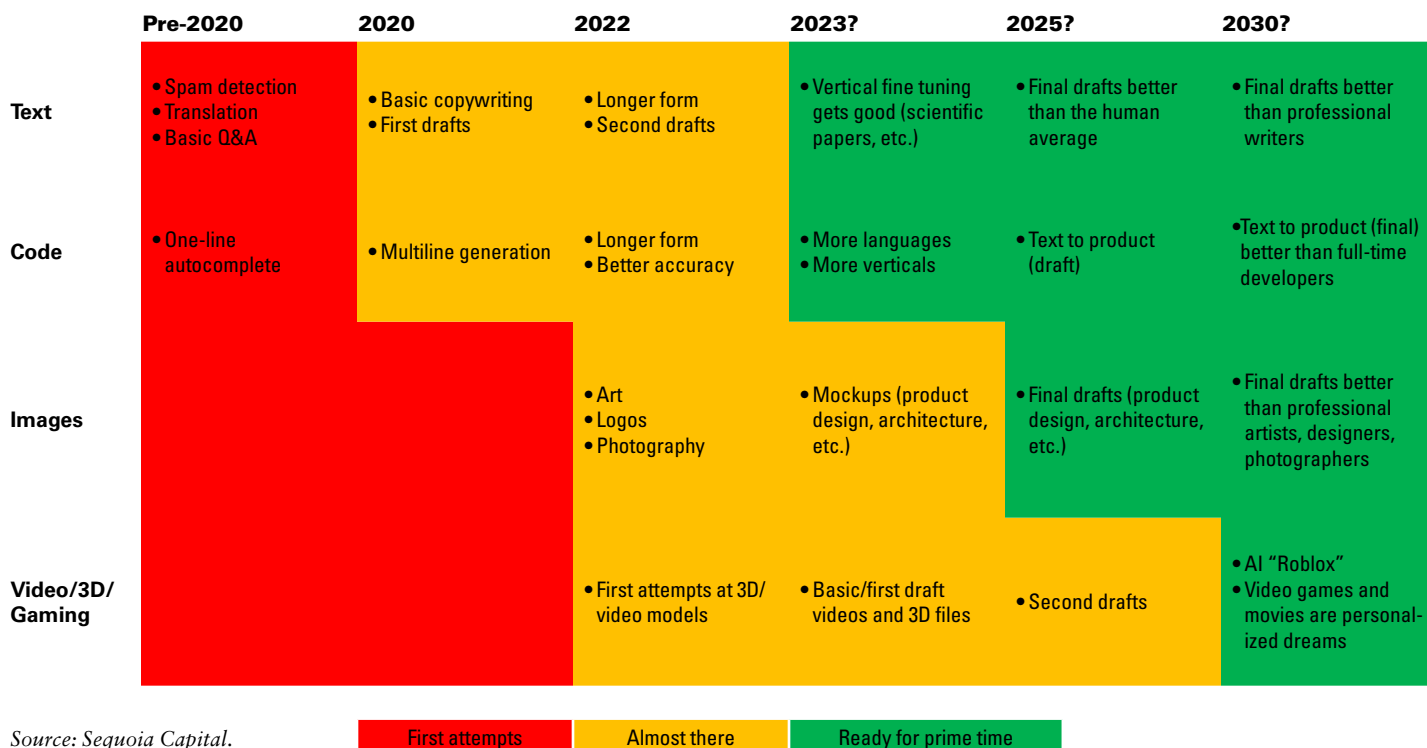 Pre-2020 2020 2022 2023? 2025? 2030?
Text
• Spam detection
• Translation
• Basic Q&A
• Basic copywriting
• First drafts
• Longer form
• Second drafts
• Vertical fine tuning
gets good (scientific
papers, etc.)
• Final drafts better
than the human
average
• Final drafts better
than professional
writers
Code
• One-line
autocomplete
• Multiline generation
• Longer form
• Better accuracy
• More languages
• More verticals
• Text to product
(draft)
• Text to product (final)
better than full-time
developers
Images
• Art
• Logos
• Photography
• Mockups (product
design, architecture,
etc.)
• Final drafts (product
design, architecture,
etc.)
• Final drafts better
than professional
artists, designers,
photographers
Video/3D/
Gaming
• First attempts at 3D/
video models
• Basic/first draft
videos and 3D files
• Second drafts
• AI “Roblox”
• Video games and
movies are personal-
ized dreams
Source: Sequoia Capital.
First attempts
Almost there
Ready for prime time